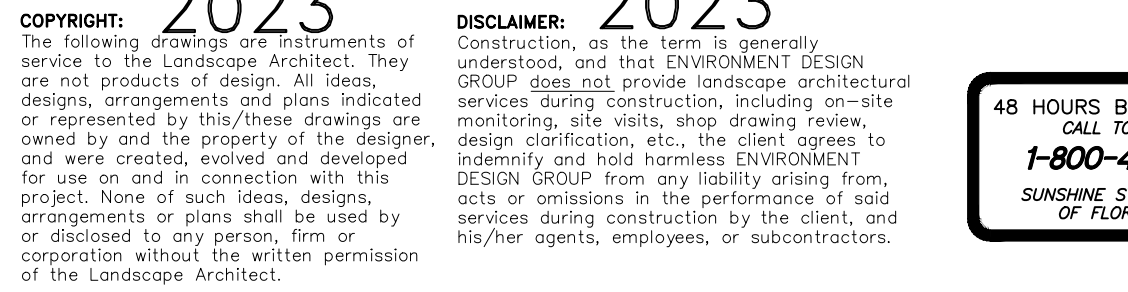 COPYRIGHT: 2023
The following drawings are instruments of
service to the Landscape Architect. They
are not products of design. All ideas,
designs, arrangements and plans indicated
or represented by this/these drawings are
owned by and the property of the designer,
and were created, evolved and developed
for use on and in connection with this
project. None of such ideas, designs,
arrangements or plans shall be used by
or disclosed to any person, firm or
corporation without the written permission
of the Landscape Architect.
DISCLAIMER: 2023
Construction, as the term is generally
understood, and that ENVIRONMENT DESIGN
GROUP does not provide landscape architectural
services during construction, including on-site
monitoring, site visits, shop drawing review,
design clarification, etc., the client agrees to
indemnify and hold harmless ENVIRONMENT
DESIGN GROUP from any liability arising from,
acts or omissions in the performance of said
services during construction by the client, and
his/her agents, employees, or subcontractors.
48 HOURS B
CALL TO
1-800-4
SUNSHINE S
OF FLOR